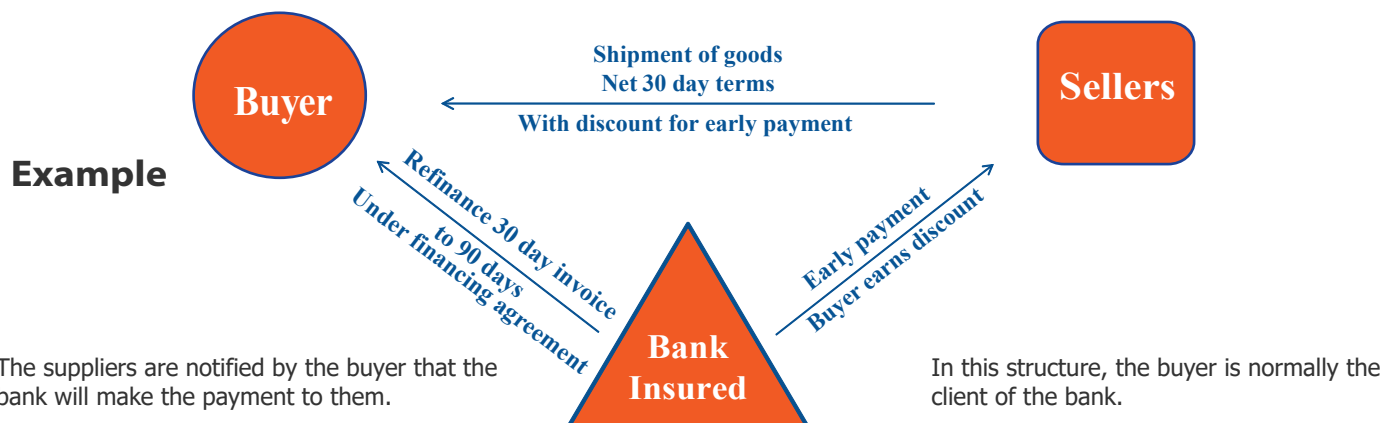 Shipment of goods
Net 30 day terms
With discount for early payment
Buyer
Sellers
Example
Refinance 30 day invoice
to 90 days
Under financing agreement
Early payment
Buyer earns discount
Bank
Insured
The suppliers are notified by the buyer that the
bank will make the payment to them.
In this structure, the buyer is normally the
client of the bank.